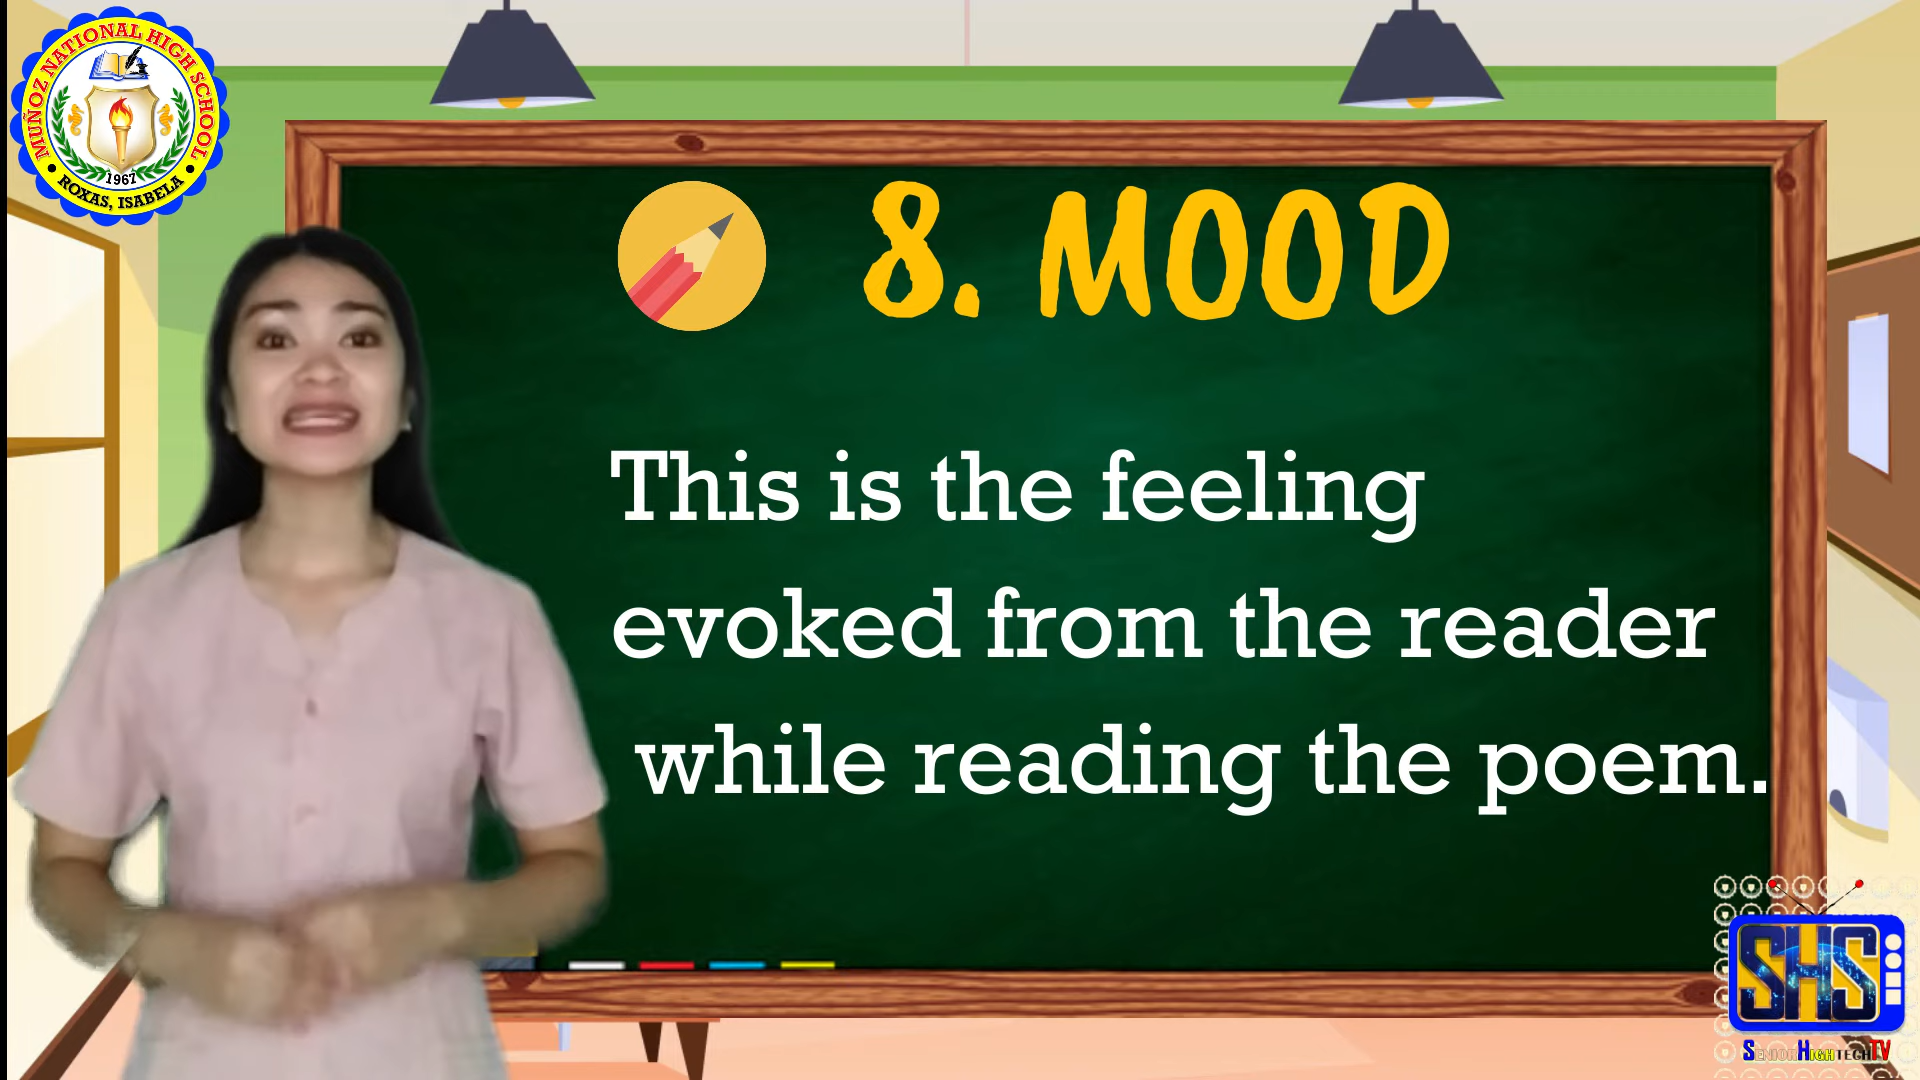 MUÑOZ NATIONAL HIGH SCHOOL
1967
ROXAS, ISABELA
8. MOOD
This is the feeling
evoked from the reader
while reading the poem.
SHS
SENIORHIGHTECHTV